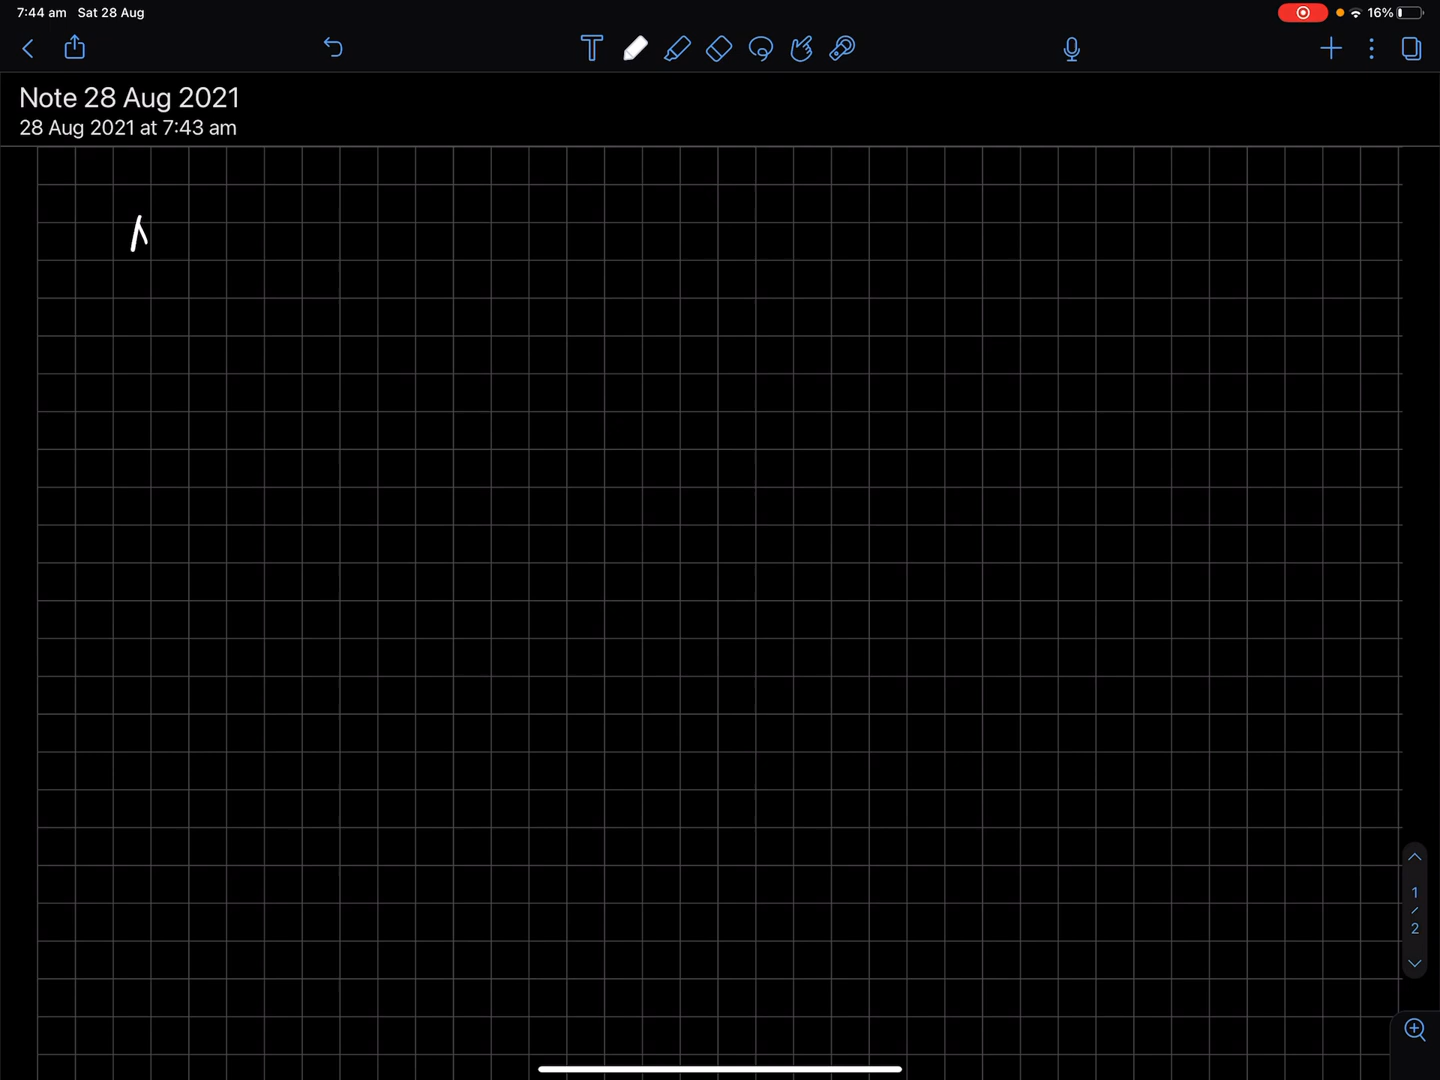 7:44 am Sat 28 Aug
16%
Note 28 Aug 2021
28 Aug 2021 at 7:43 am
1
/
2